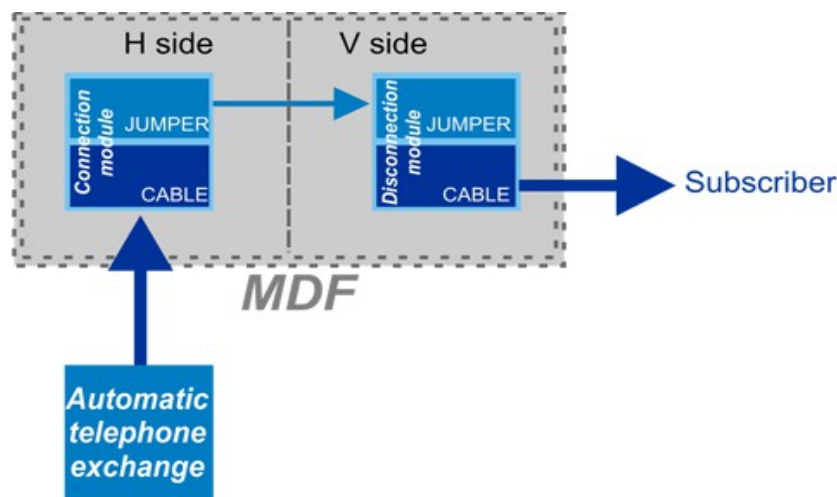 H side
V side
Connection
module
JUMPER
CABLE
Disconnection
module
JUMPER
CABLE
Subscriber
MDF
Automatic
telephone
exchange